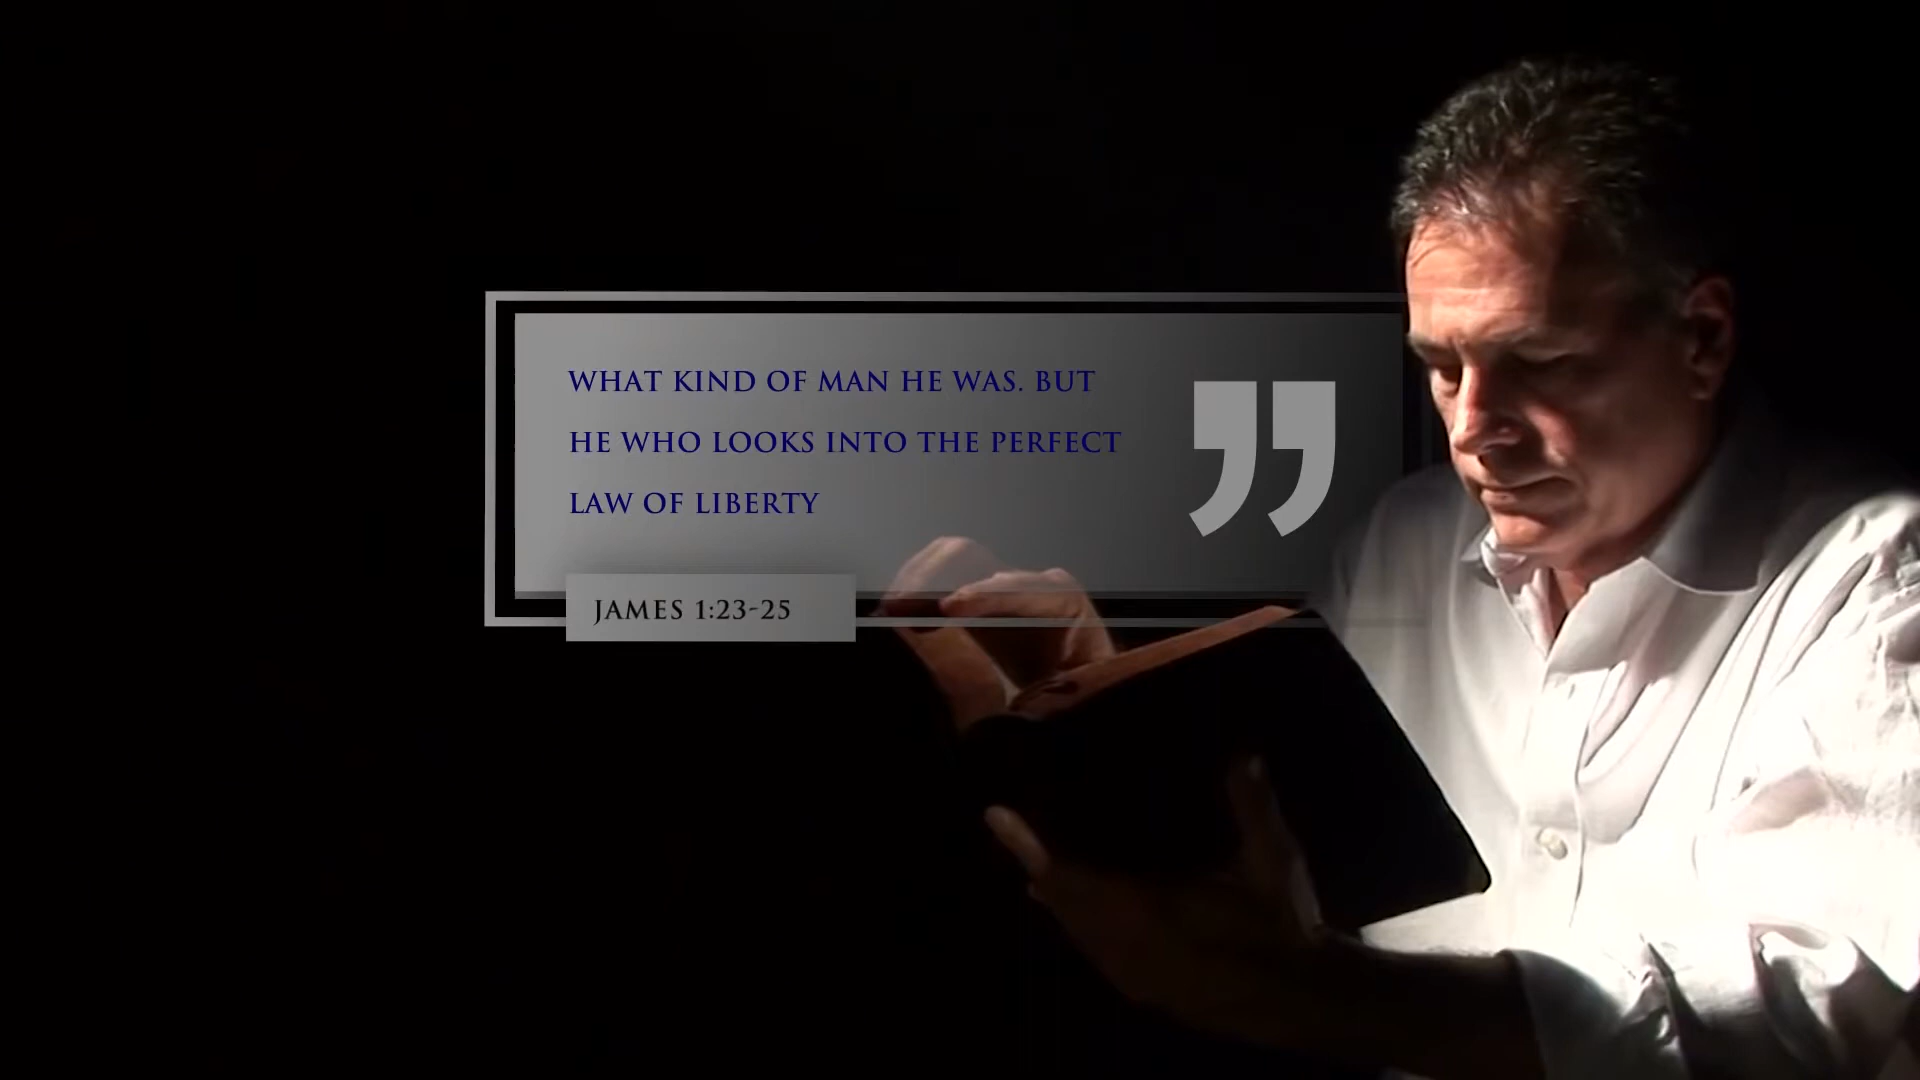 WHAT KIND OF MAN HE WAS. BUT
HE WHO LOOKS INTO THE PERFECT
LAW OF LIBERTY
”
JAMES 1:23-25